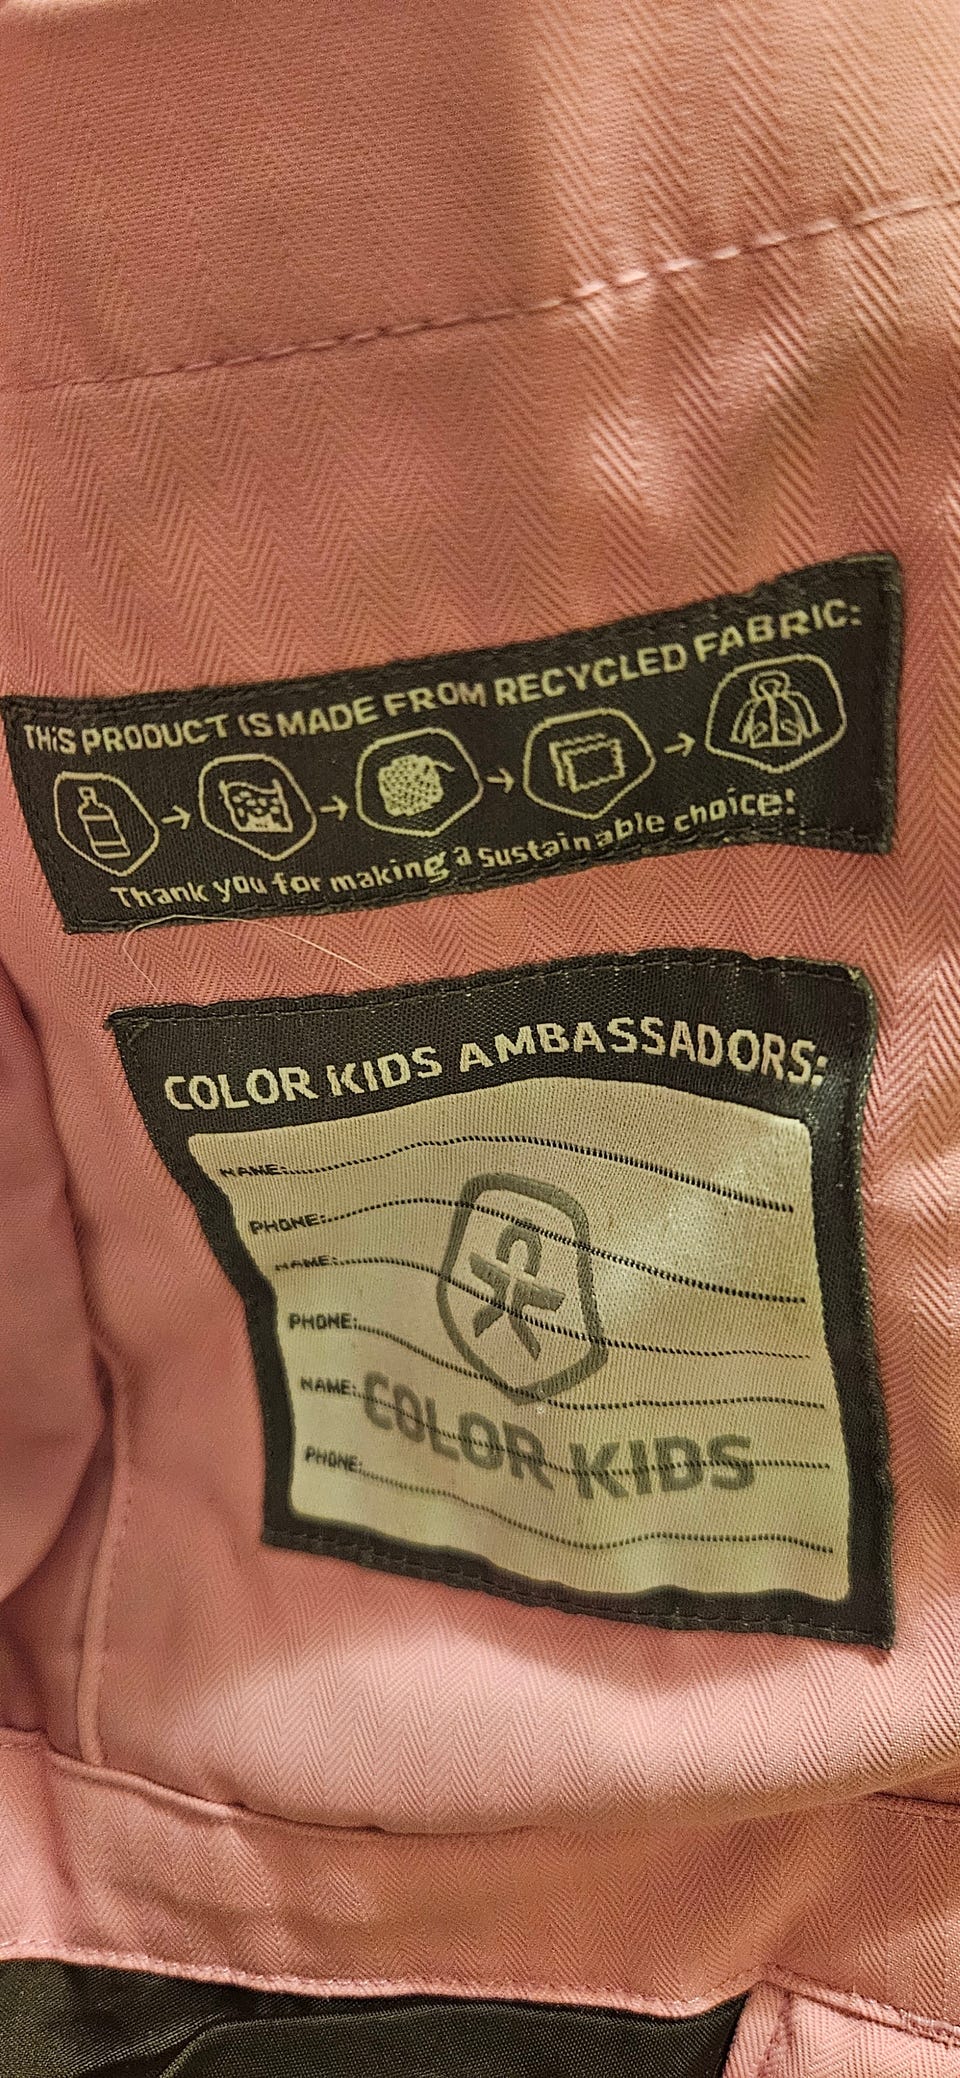 THIS PRODUCT IS MADE FROM RECYCLED FABRIC:
Thank you for making a sustainable choice!
COLOR KIDS AMBASSADORS:
NAME:
PHONE:
NAME:
PHONE:
NAME:
COLOR KIDS
PHONE: